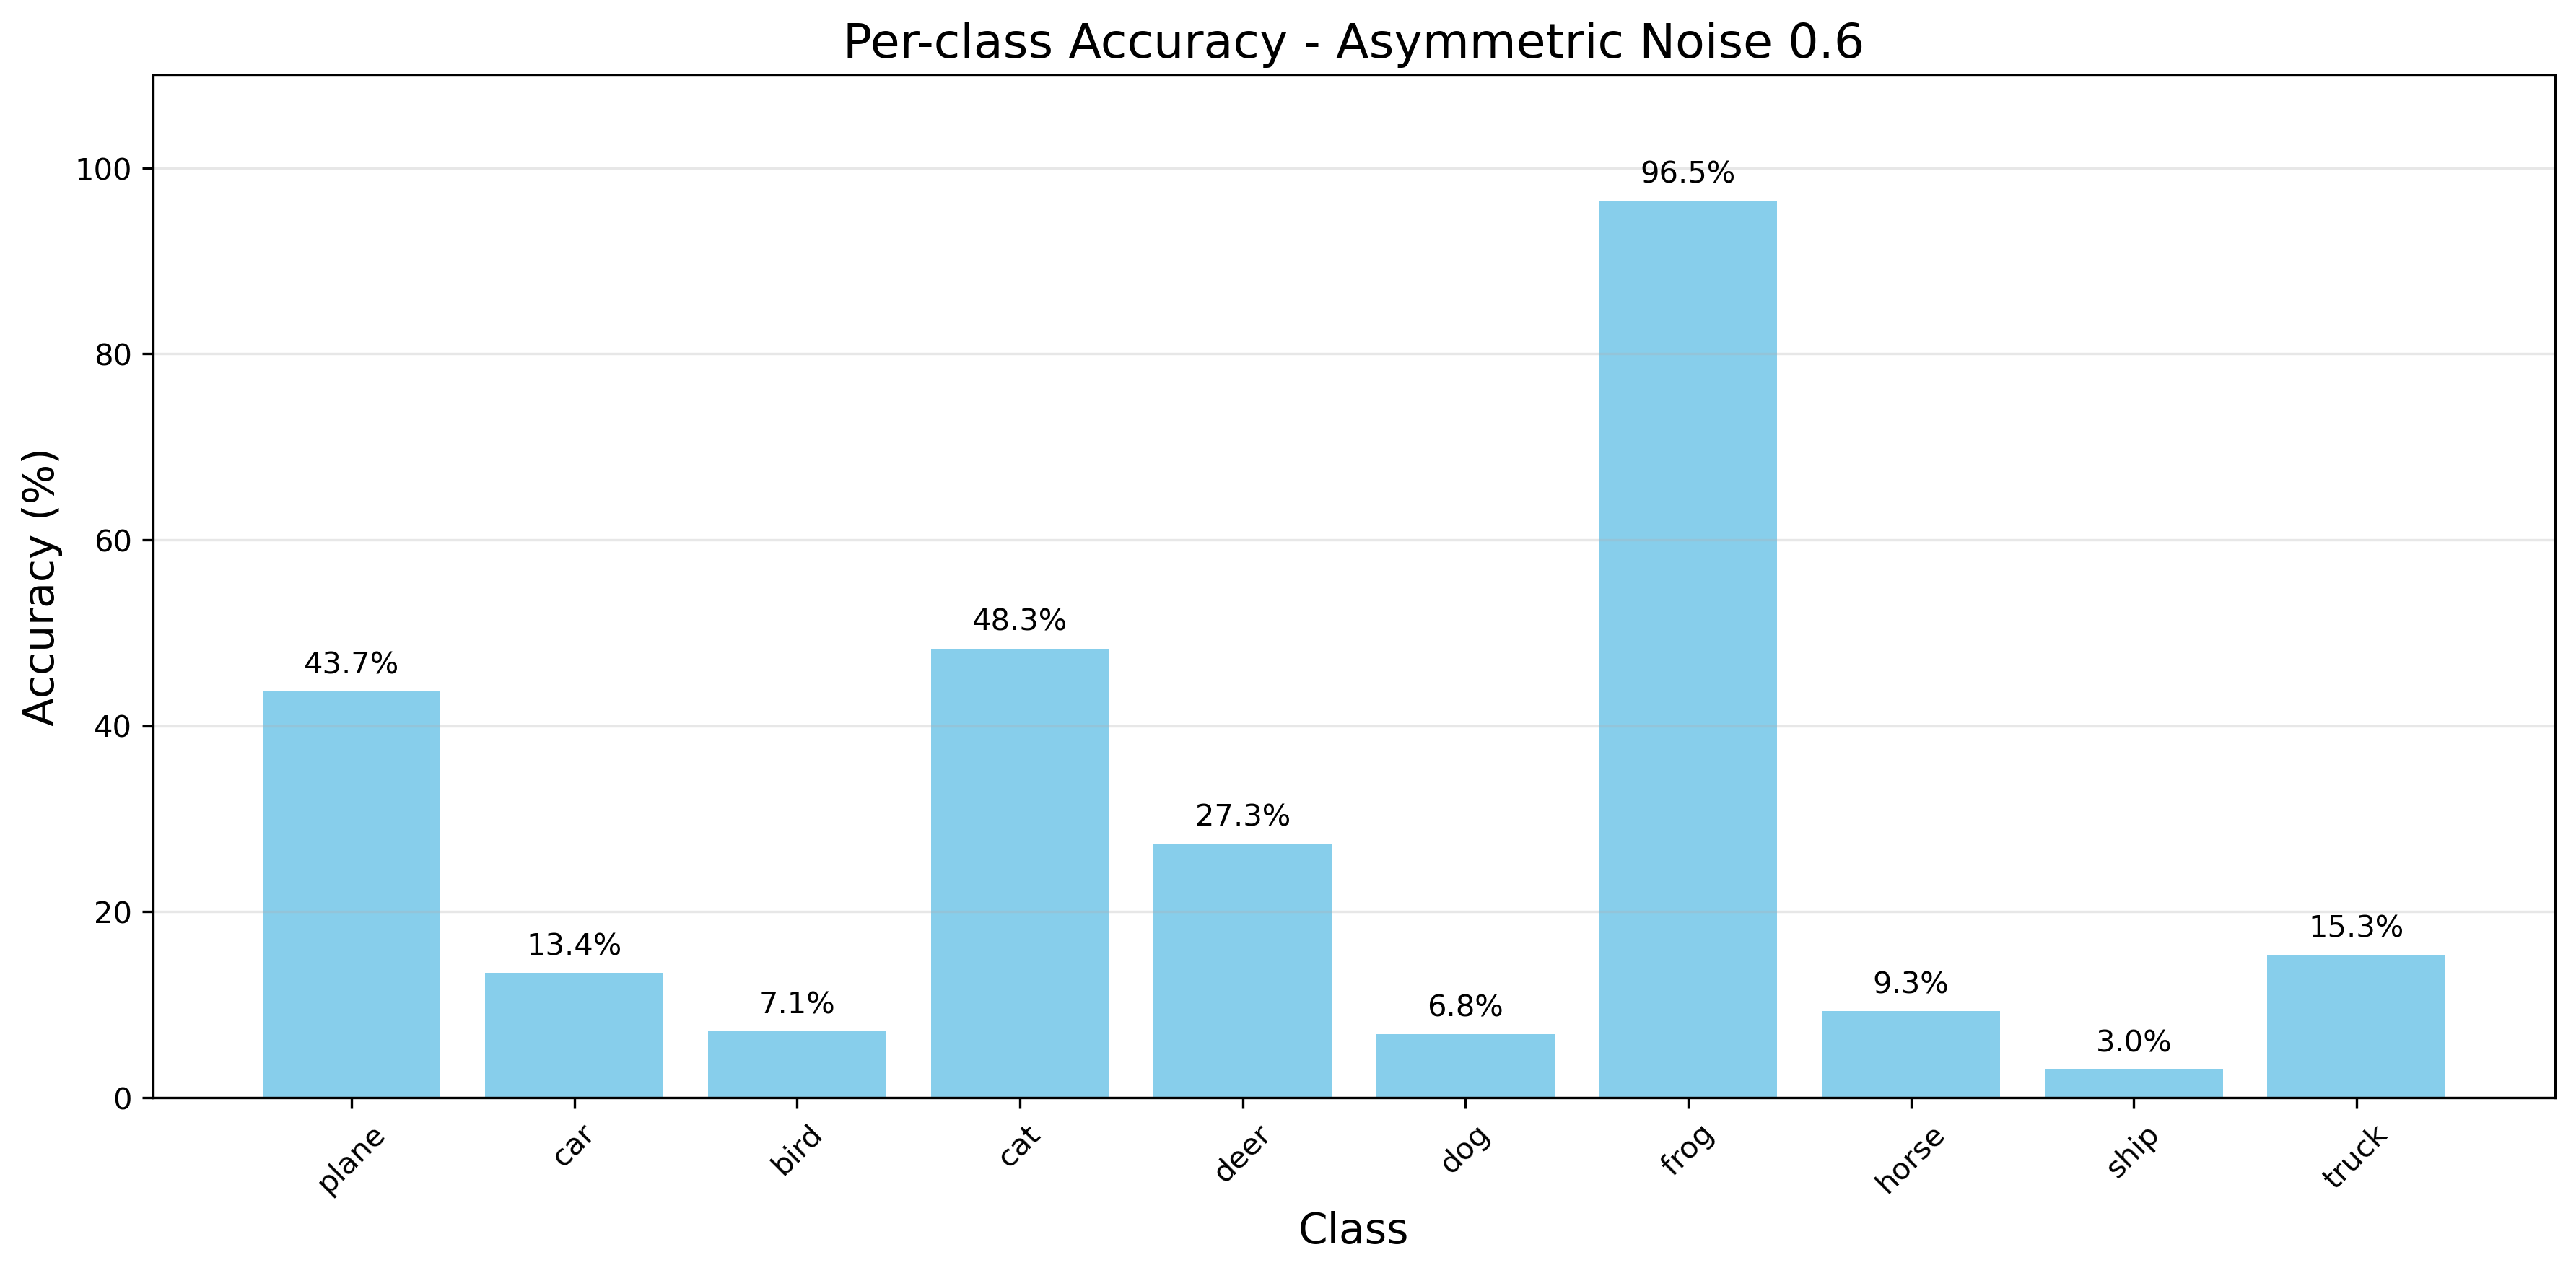 Per-class Accuracy - Asymmetric Noise 0.6
Accuracy (%)
100
80
60
40
20
0
43.7%
13.4%
7.1%
48.3%
27.3%
6.8%
96.5%
9.3%
3.0%
15.3%
plane
car
bird
cat
deer
dog
frog
horse
ship
truck
Class